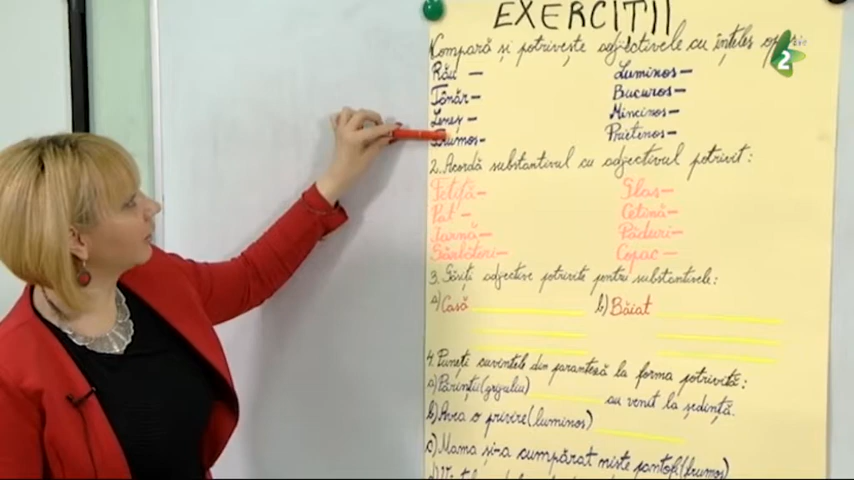 EXERCIȚII
Compară și potrivește adjectivele cu înțeles opus:
Rău —
Luminos —
Tânăr —
Bucuros —
Leneș —
Mincinos —
Frumos —
Prietenos —
2. Acordă substantivul cu adjectivul potrivit:
Fetiță —
Glas —
Pat —
Cetină —
Iarnă —
Păduri —
Sărbători —
Copac —
3. Găsiți adjective potrivite pentru substantivele:
a) Casă
b) Băiat
4. Puneți cuvintele din paranteză la forma potrivită:
a) Părinții (grijuliu) au venit la ședință.
b) Avea o privire (luminos)
c) Mama și-a cumpărat niște pantofi (frumos)
2